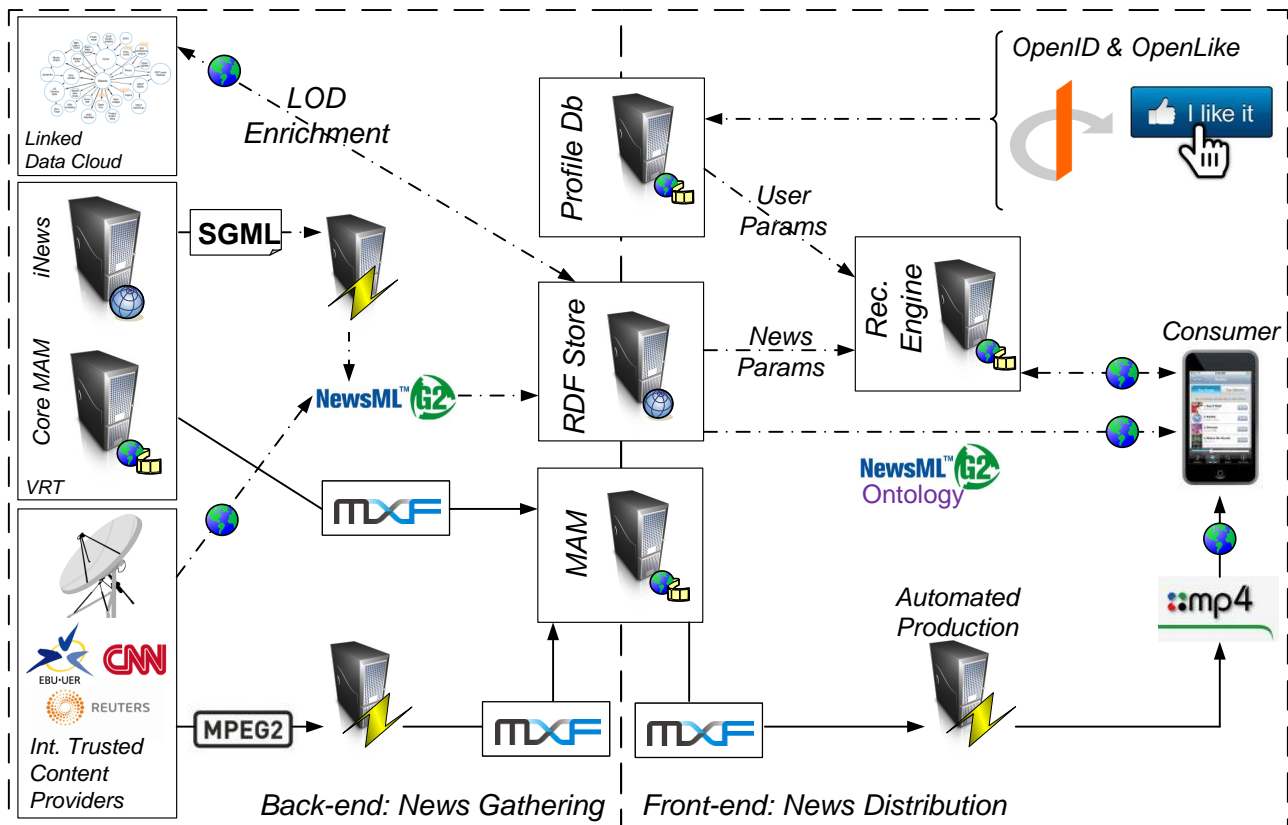 Linked
Data Cloud
LOD
Enrichment
Profile Db
OpenID & OpenLike
I like it
User
Params
iNews
SGML
Core MAM
VRT
NewsML™ G2
RDF Store
News
Params
Rec.
Engine
Consumer
NewsML™ G2
Ontology
MXF
MAM
EBU·UER
CNN
REUTERS
Int. Trusted
Content
Providers
MPEG2
MXF
MXF
Automated
Production
mp4
Back-end: News Gathering
Front-end: News Distribution